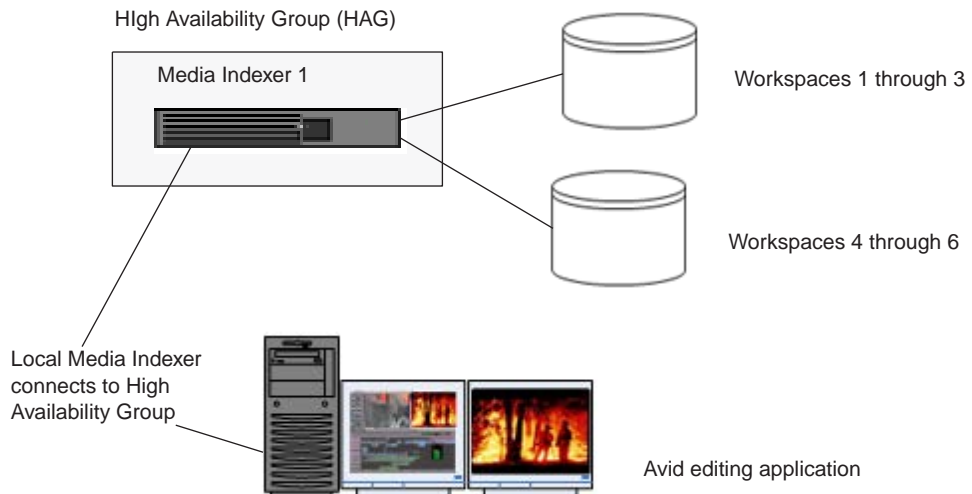 HIgh Availability Group (HAG)
Media Indexer 1
Workspaces 1 through 3
Workspaces 4 through 6
Local Media Indexer
connects to High
Availability Group
Avid editing application